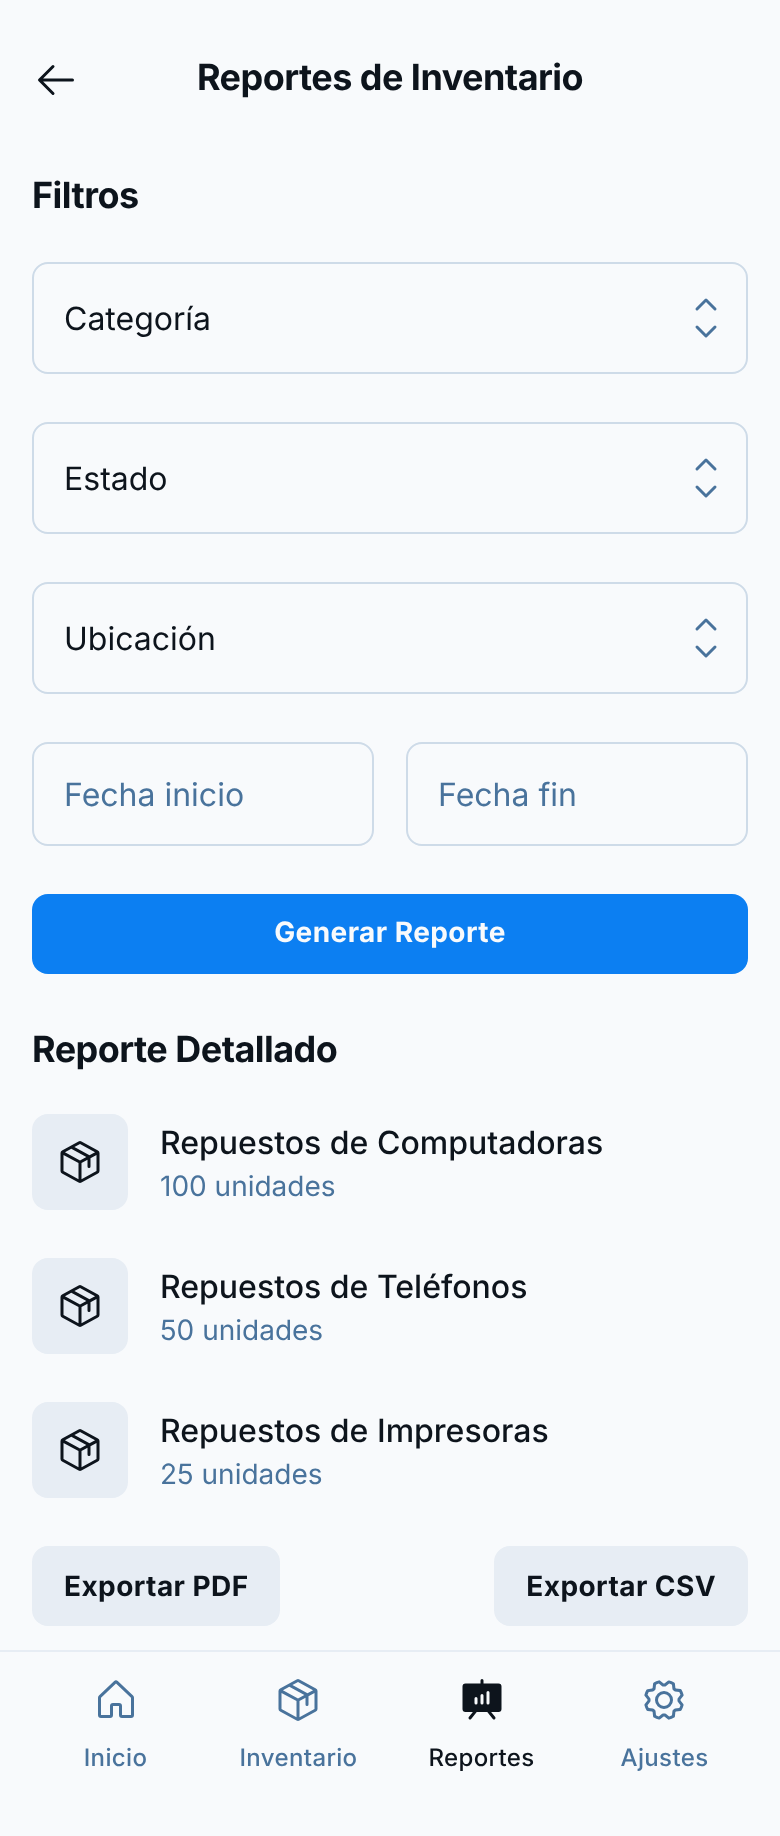 Reportes de Inventario
Filtros
Categoría
Estado
Ubicación
Fecha inicio
Fecha fin
Generar Reporte
Reporte Detallado
Repuestos de Computadoras
100 unidades
Repuestos de Teléfonos
50 unidades
Repuestos de Impresoras
25 unidades
Exportar PDF
Exportar CSV
Inicio
Inventario
Reportes
Ajustes